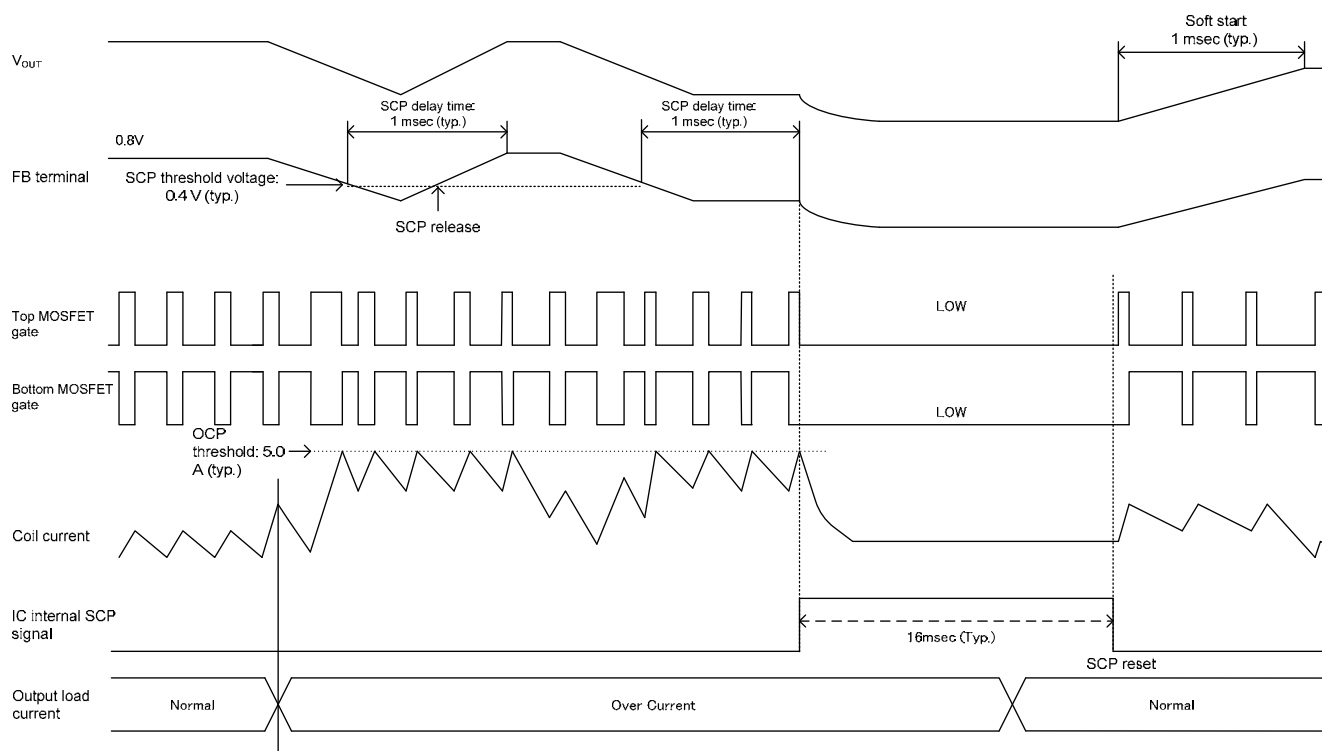 Soft start
1 msec (typ.)
VOUT
SCP delay time:
1 msec (typ.)
SCP delay time:
1 msec (typ.)
0.8V
FB terminal
SCP threshold voltage:
0.4 V (typ.)
SCP release
Top MOSFET
gate
LOW
Bottom MOSFET
gate
LOW
OCP
threshold: 5.0
A (typ.)
Coil current
IC internal SCP
signal
16msec (Typ.)
SCP reset
Output load
current
Normal
Over Current
Normal